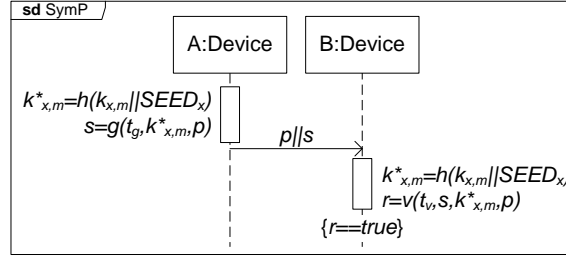 sd SymP
A:Device
B:Device
k*x,m=h(kx,m||SEEDx)
s=g(tg,k*x,m,p)
p||s
k*x,m=h(kx,m||SEEDx)
r=v(tv,s,k*x,m,p)
{r==true}